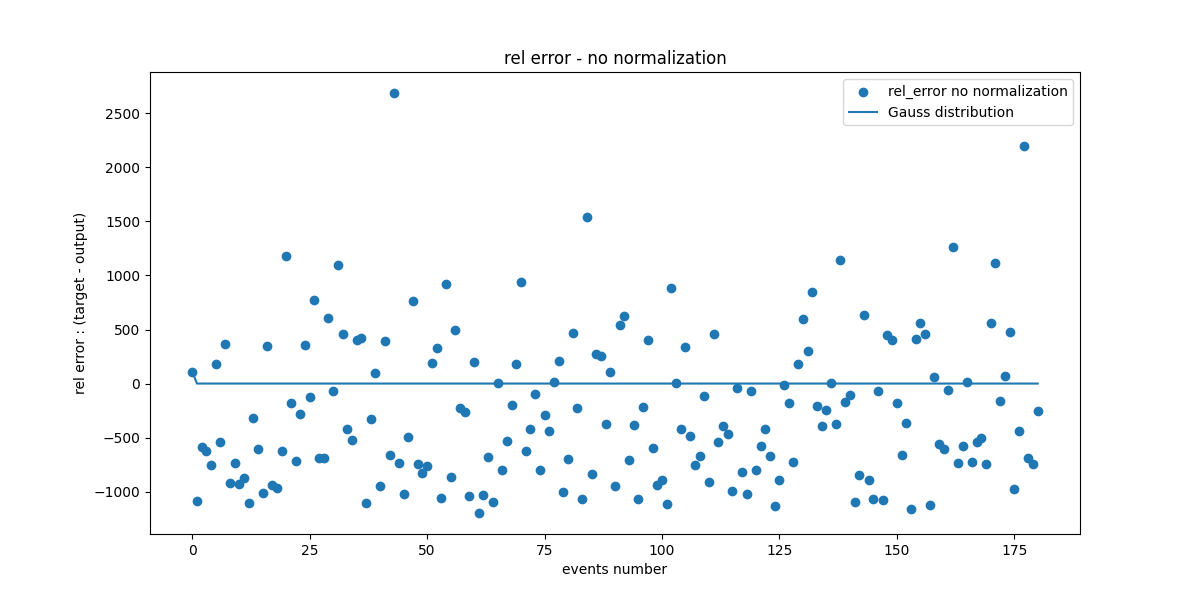 rel error - no normalization
rel_error no normalization
Gauss distribution
2500
2000
1500
1000
500
0
−500
−1000
rel error : (target - output)
0 25 50 75 100 125 150 175
events number